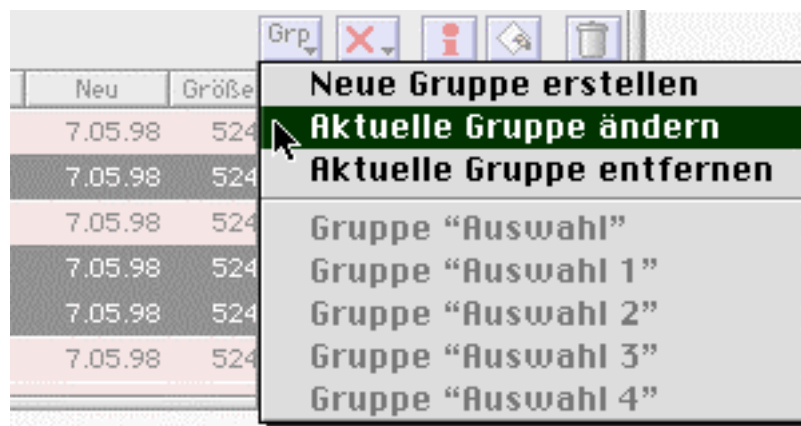 Grp
Neu Größe
Neue Gruppe erstellen
7.05.98 524
Aktuelle Gruppe ändern
7.05.98 524
Aktuelle Gruppe entfernen
7.05.98 524
Gruppe “Auswahl”
7.05.98 524
Gruppe “Auswahl 1”
7.05.98 524
Gruppe “Auswahl 2”
7.05.98 524
Gruppe “Auswahl 3”
Gruppe “Auswahl 4”